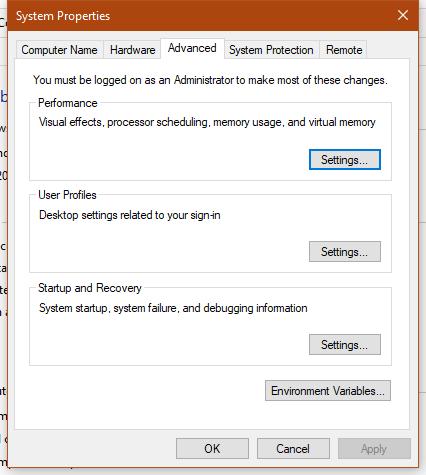 System Properties
Computer Name Hardware Advanced System Protection Remote
You must be logged on as an Administrator to make most of these changes.
Performance
Visual effects, processor scheduling, memory usage, and virtual memory
Settings...
User Profiles
Desktop settings related to your sign-in
Settings...
Startup and Recovery
System startup, system failure, and debugging information
Settings...
Environment Variables...
OK Cancel Apply